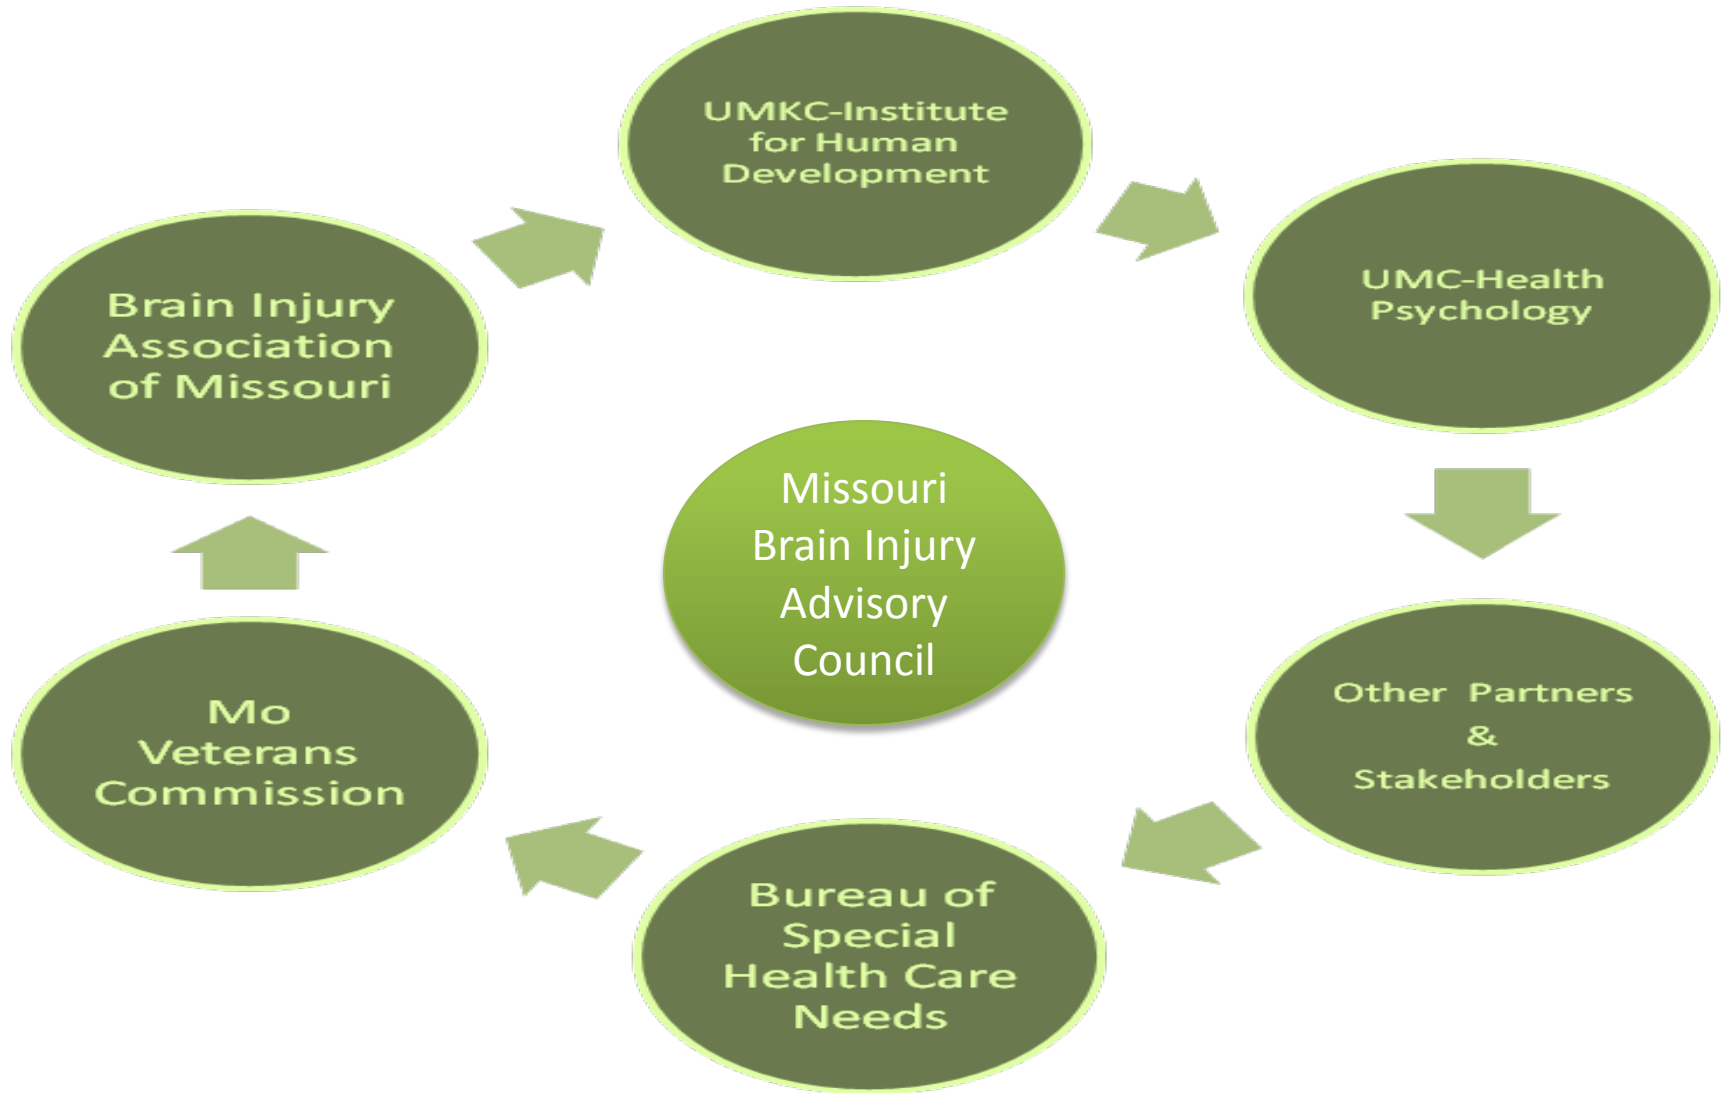 UMKC-Institute
for Human
Development
UMC-Health
Psychology
Brain Injury
Association
of Missouri
Missouri
Brain Injury
Advisory
Council
Other Partners
&
Stakeholders
Mo
Veterans
Commission
Bureau of
Special
Health Care
Needs